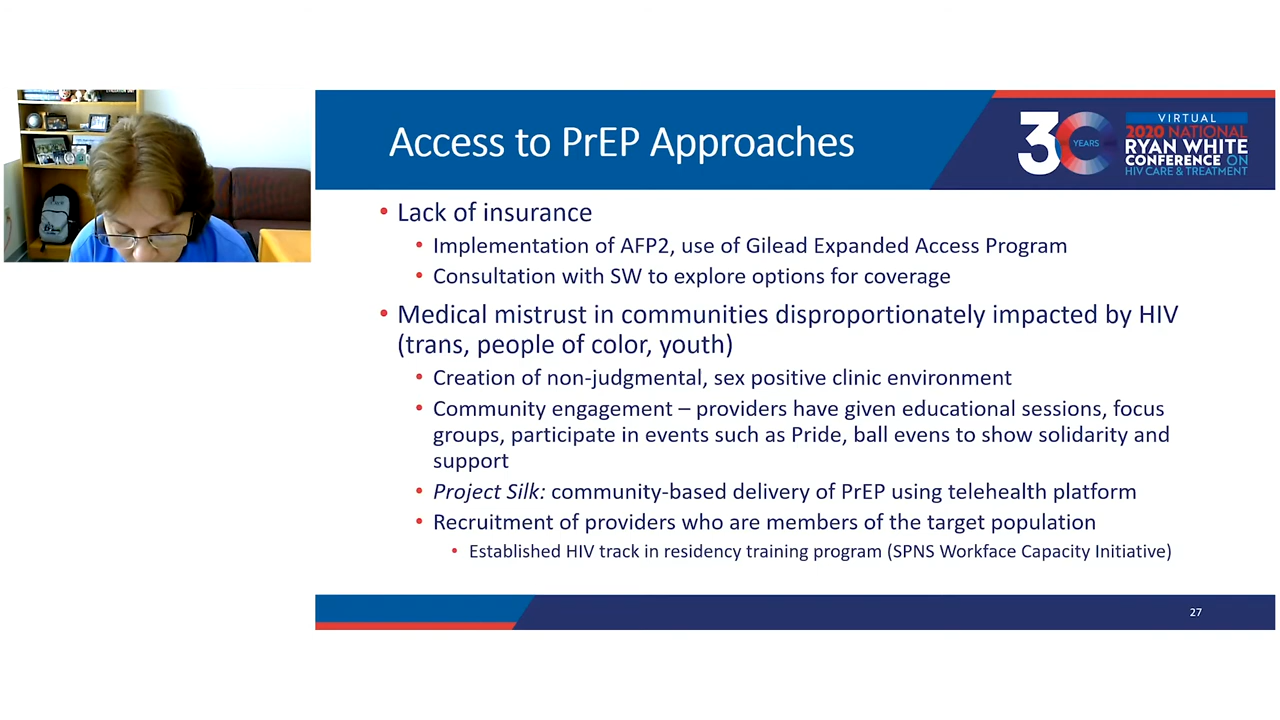 Access to PrEP Approaches
30 YEARS
VIRTUAL
2020 NATIONAL
RYAN WHITE
CONFERENCE ON
HIV CARE & TREATMENT
• Lack of insurance
• Implementation of AFP2, use of Gilead Expanded Access Program
• Consultation with SW to explore options for coverage
• Medical mistrust in communities disproportionately impacted by HIV
(trans, people of color, youth)
• Creation of non-judgmental, sex positive clinic environment
• Community engagement – providers have given educational sessions, focus
groups, participate in events such as Pride, ball evens to show solidarity and
support
• Project Silk: community-based delivery of PrEP using telehealth platform
• Recruitment of providers who are members of the target population
• Established HIV track in residency training program (SPNS Workface Capacity Initiative)
27